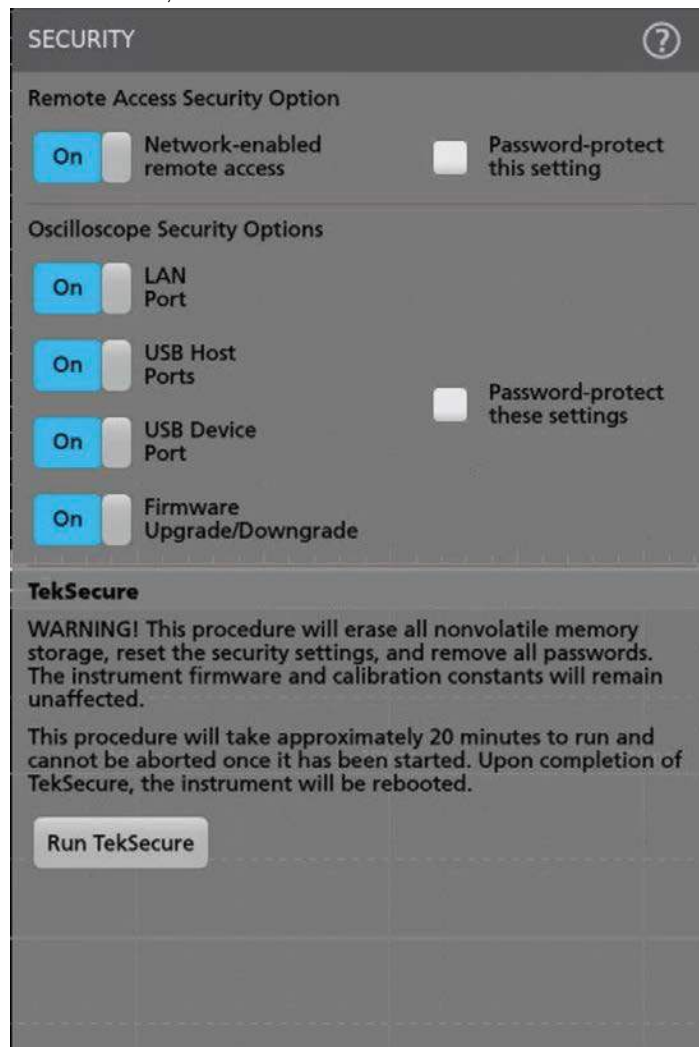 SECURITY
?
Remote Access Security Option
On
Network-enabled
remote access
Password-protect
this setting
Oscilloscope Security Options
On
LAN
Port
On
USB Host
Ports
On
USB Device
Port
Password-protect
these settings
On
Firmware
Upgrade/Downgrade
TekSecure
WARNING! This procedure will erase all nonvolatile memory
storage, reset the security settings, and remove all passwords.
The instrument firmware and calibration constants will remain
unaffected.
This procedure will take approximately 20 minutes to run and
cannot be aborted once it has been started. Upon completion of
TekSecure, the instrument will be rebooted.
Run TekSecure